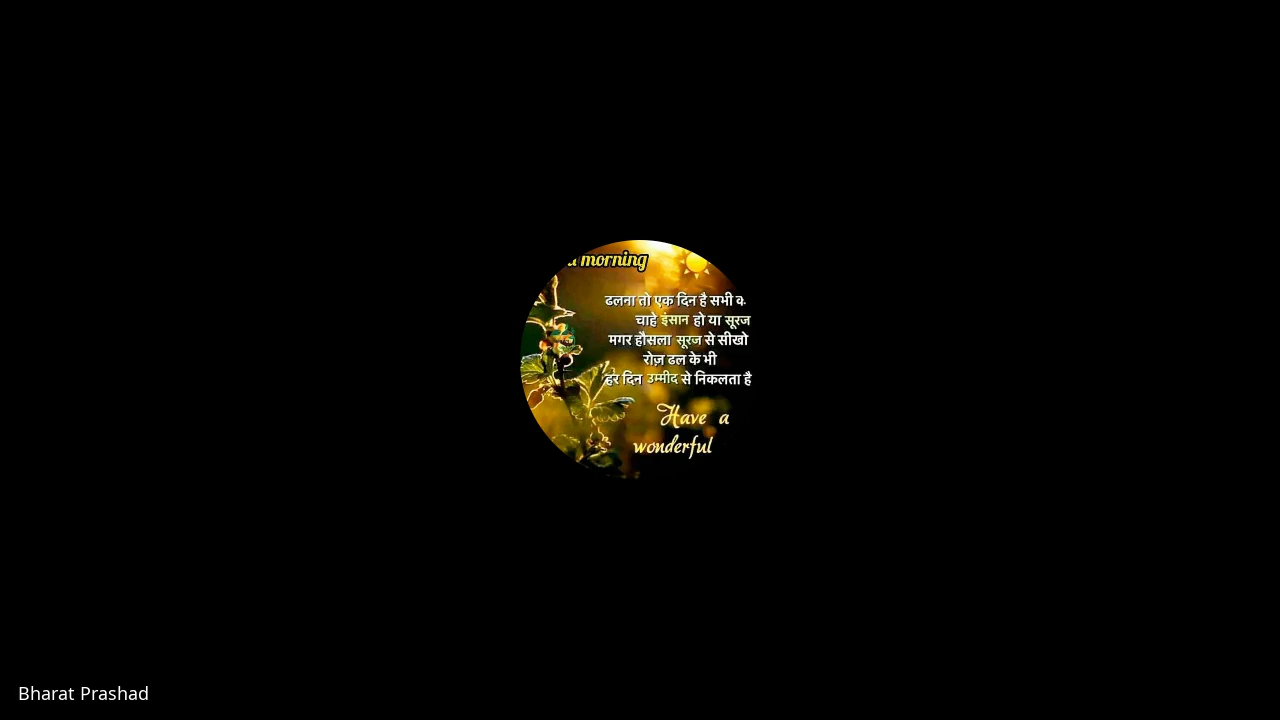 morning
ढलना तो एक दिन है सभी
चाहे इंसान हो या सूरज
मगर हौसला सूरज से सीखो
रोज़ ढल के भी
हर दिन उम्मीद से निकलता है
Have a
wonderful
Bharat Prashad